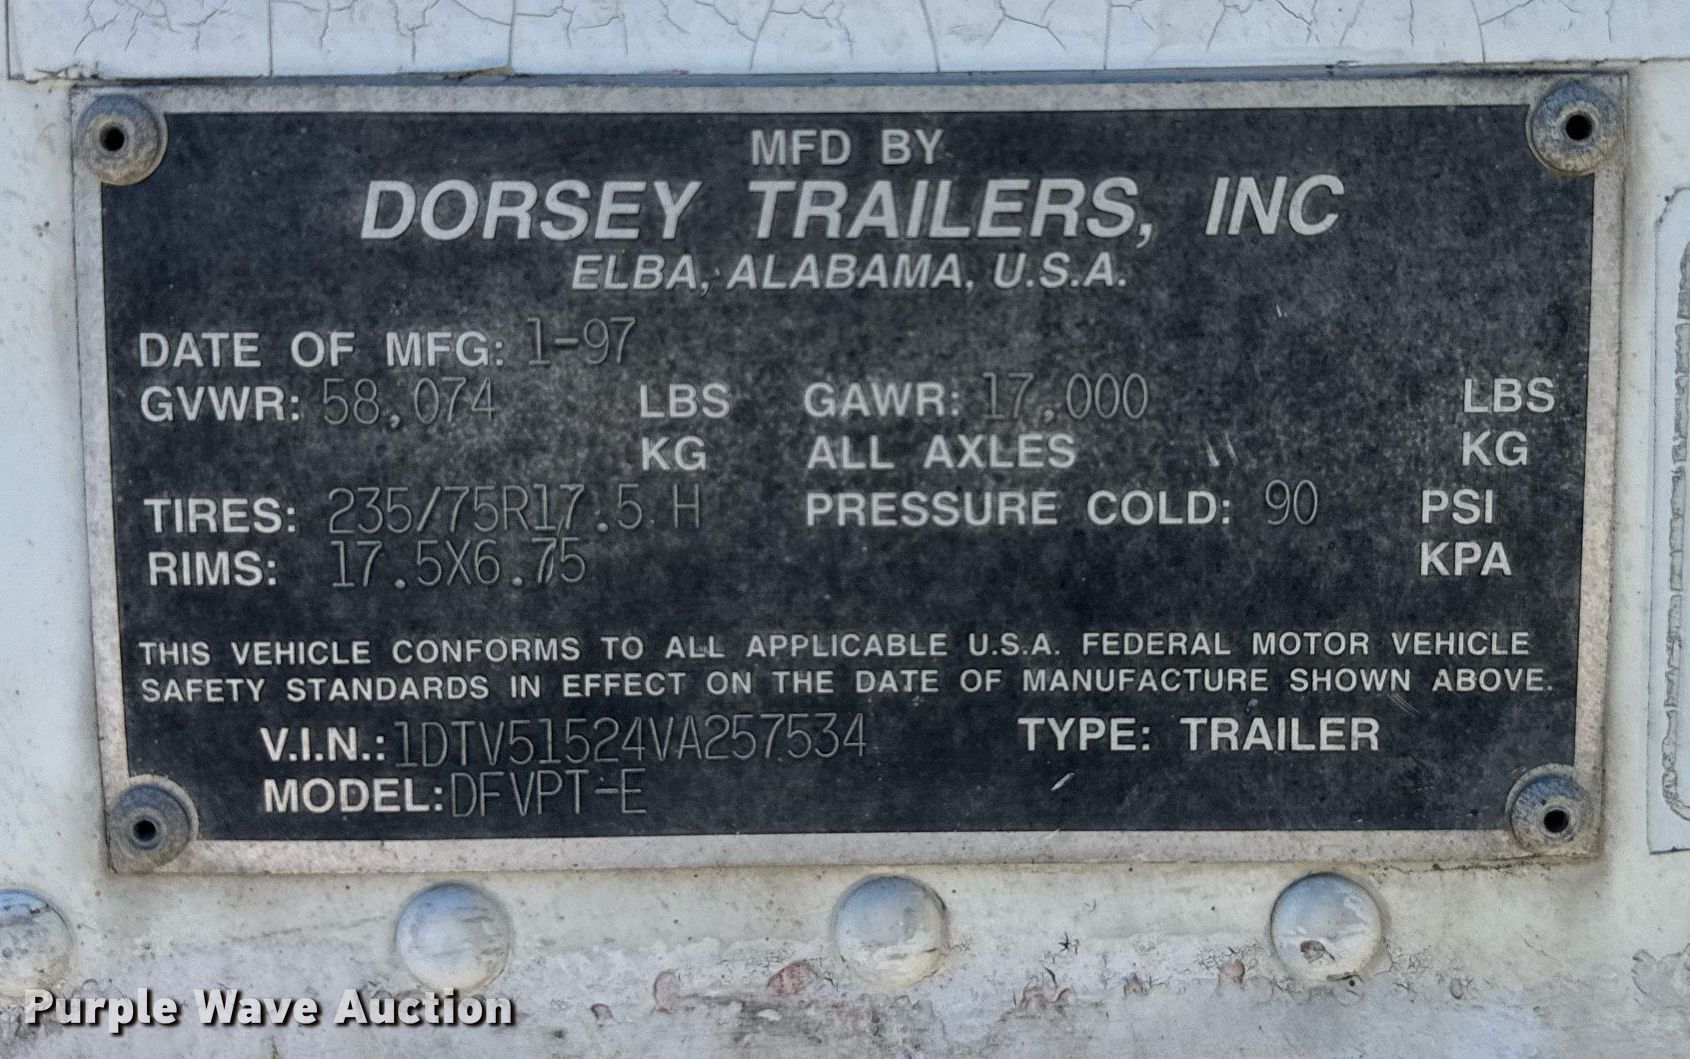 MFD BY
DORSEY TRAILERS, INC
ELBA, ALABAMA, U.S.A.
DATE OF MFG: 1-97
GVWR: 58,074 LBS GAWR: 17,000 LBS
KG ALL AXLES KG
TIRES: 235/75R17.5 H PRESSURE COLD: 90 PSI
RIMS: 17.5X6.75 KPA
THIS VEHICLE CONFORMS TO ALL APPLICABLE U.S.A. FEDERAL MOTOR VEHICLE
SAFETY STANDARDS IN EFFECT ON THE DATE OF MANUFACTURE SHOWN ABOVE.
V.I.N.: 1DTV51524VA257534 TYPE: TRAILER
MODEL: DFVPT-E
Purple Wave Auction